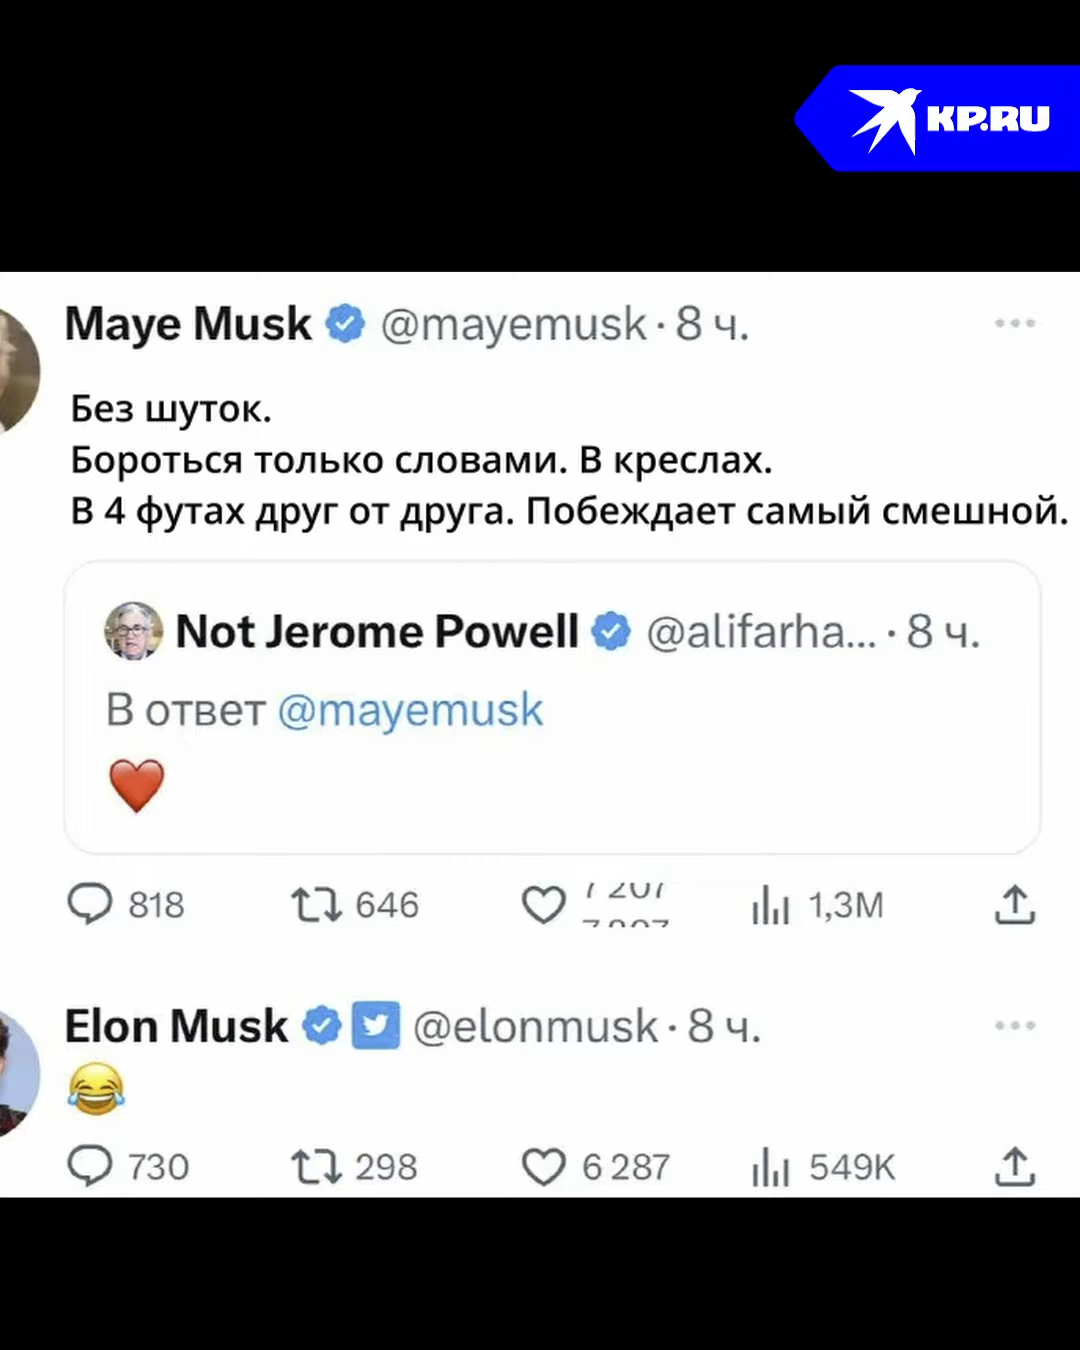 KP.RU
Maye Musk @mayemusk · 8 ч.
Без шуток.
Бороться только словами. В креслах.
В 4 футах друг от друга. Побеждает самый смешной.
Not Jerome Powell @alifarha... · 8 ч.
В ответ @mayemusk
818 646 1,3M
Elon Musk @elonmusk · 8 ч.
730 298 6 287 549K